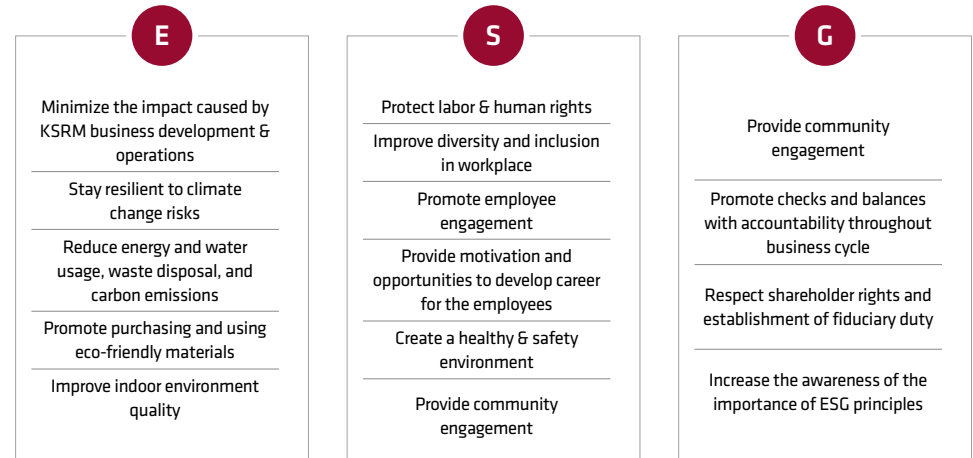 E
Minimize the impact caused by
KSRM business development &
operations
Stay resilient to climate
change risks
Reduce energy and water
usage, waste disposal, and
carbon emissions
Promote purchasing and using
eco-friendly materials
Improve indoor environment
quality
S
Protect labor & human rights
Improve diversity and inclusion
in workplace
Promote employee
engagement
Provide motivation and
opportunities to develop career
for the employees
Create a healthy & safety
environment
Provide community
engagement
G
Provide community
engagement
Promote checks and balances
with accountability throughout
business cycle
Respect shareholder rights and
establishment of fiduciary duty
Increase the awareness of the
importance of ESG principles